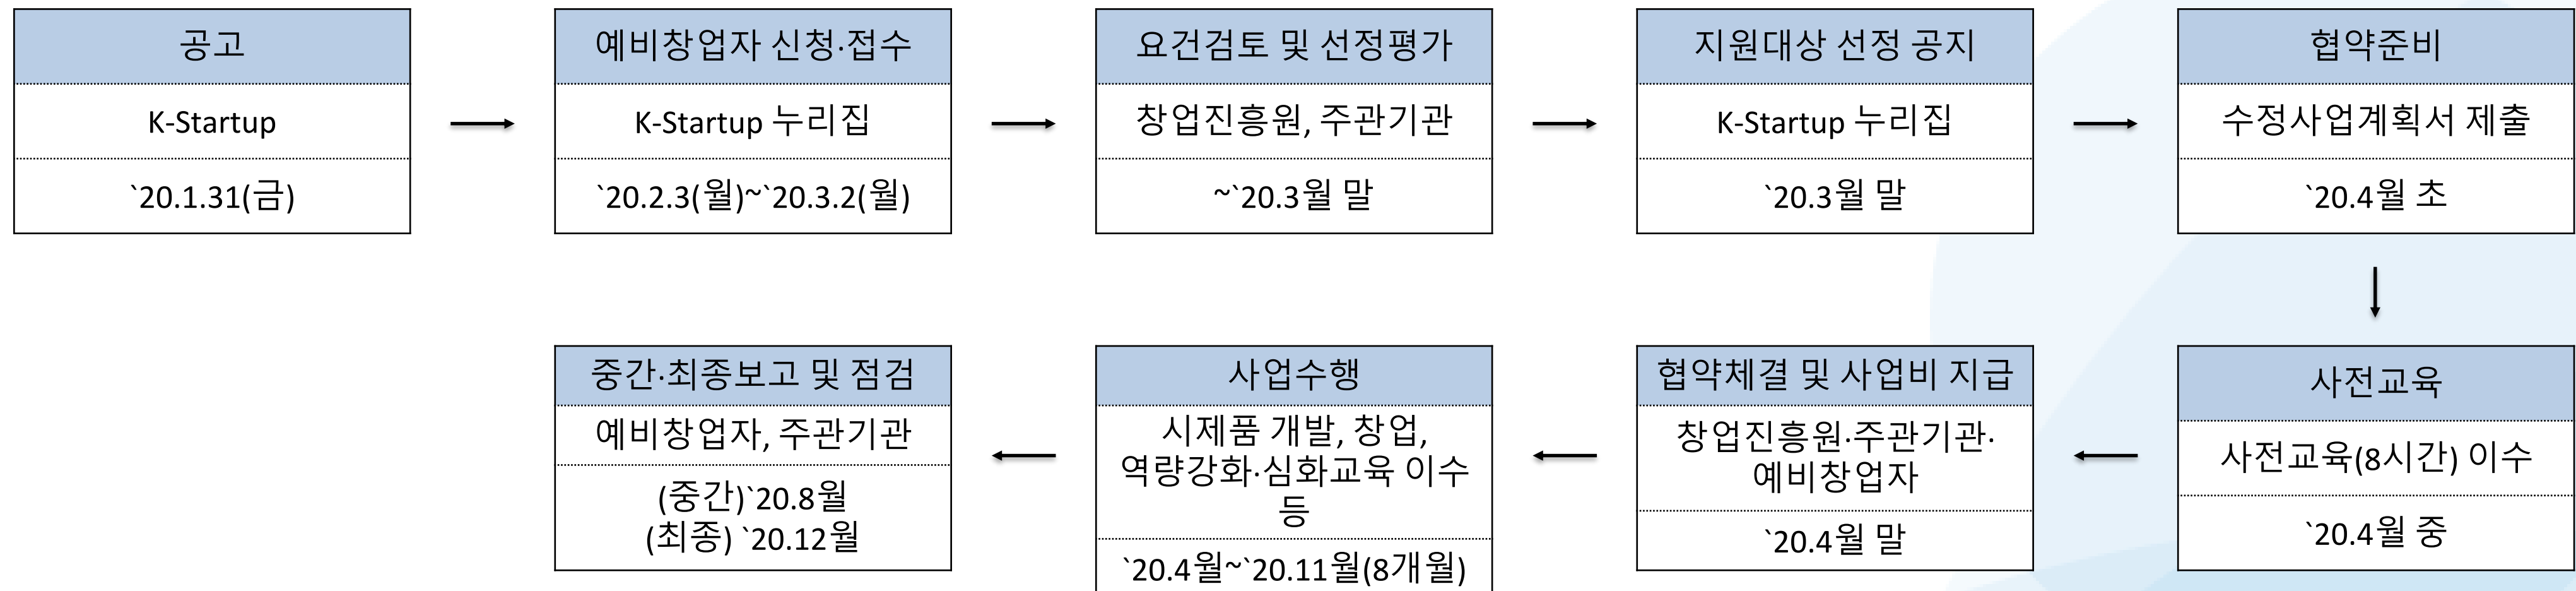 공고
K-Startup
`20.1.31(금)
예비창업자 신청·접수
K-Startup 누리집
`20.2.3(월)~`20.3.2(월)
요건검토 및 선정평가
창업진흥원, 주관기관
~`20.3월 말
지원대상 선정 공지
K-Startup 누리집
`20.3월 말
협약준비
수정사업계획서 제출
`20.4월 초
사전교육
사전교육(8시간) 이수
`20.4월 중
협약체결 및 사업비 지급
창업진흥원·주관기관·
예비창업자
`20.4월 말
사업수행
시제품 개발, 창업,
역량강화·심화교육 이수
등
`20.4월~`20.11월(8개월)
중간·최종보고 및 점검
예비창업자, 주관기관
(중간)`20.8월
(최종) `20.12월